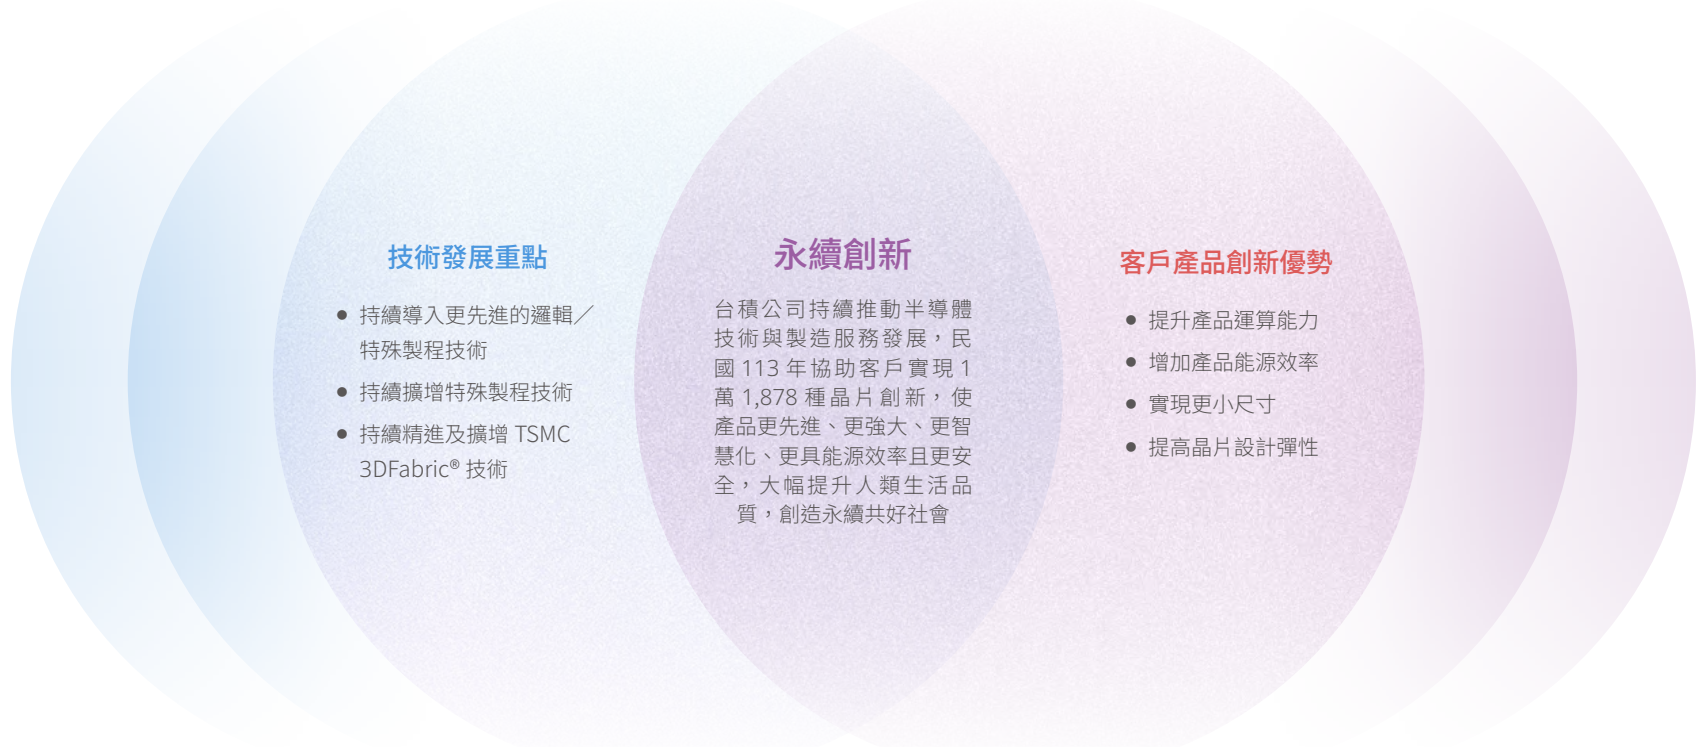 技術發展重點
持續導入更先進的邏輯／
特殊製程技術
持續擴增特殊製程技術
持續精進及擴增 TSMC
3DFabric® 技術
永續創新
台積公司持續推動半導體
技術與製造服務發展，民
國 113 年協助客戶實現 1
萬 1,878 種晶片創新，使
產品更先進、更強大、更智
慧化、更具能源效率且更安
全，大幅提升人類生活品
質，創造永續共好社會
客戶產品創新優勢
提升產品運算能力
增加產品能源效率
實現更小尺寸
提高晶片設計彈性